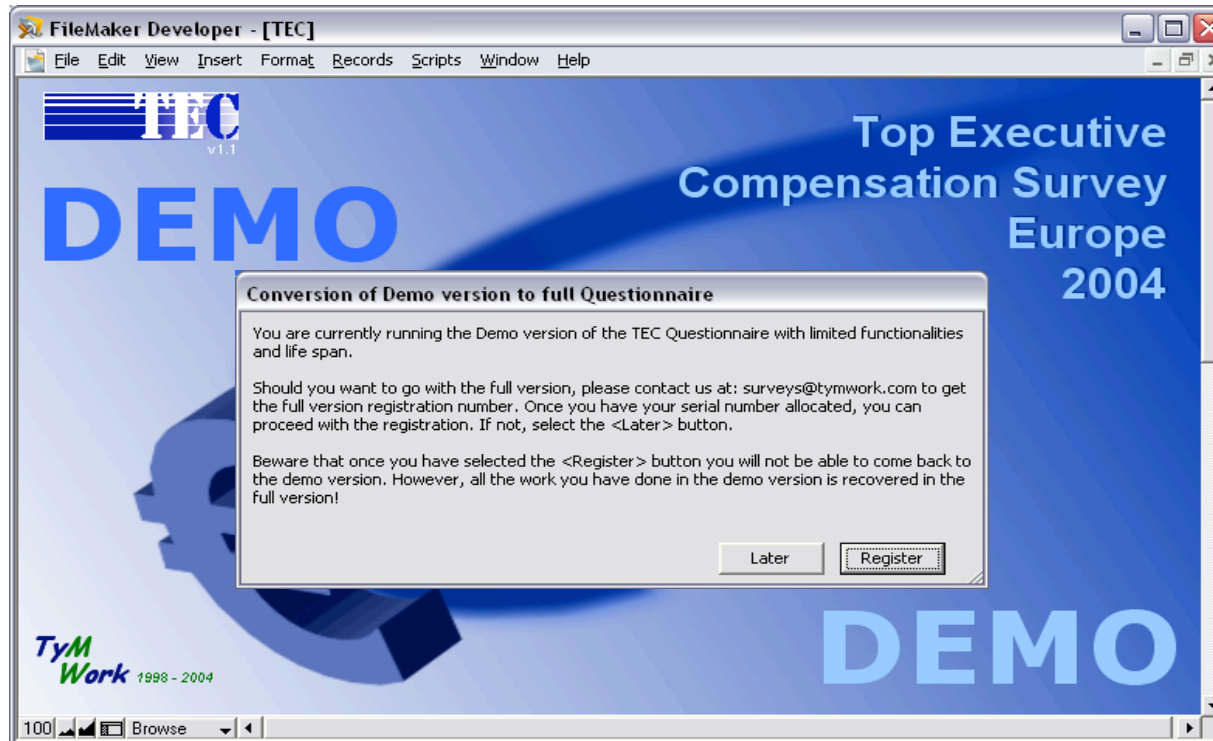 FileMaker Developer - [TEC]
File Edit View Insert Format Records Scripts Window Help
TEC
v1.1
DEMO
Top Executive
Compensation Survey
Europe
2004
Conversion of Demo version to full Questionnaire
You are currently running the Demo version of the TEC Questionnaire with limited functionalities
and life span.
Should you want to go with the full version, please contact us at: surveys@tymwork.com to get
the full version registration number. Once you have your serial number allocated, you can
proceed with the registration. If not, select the <Later> button.
Beware that once you have selected the <Register> button you will not be able to come back to
the demo version. However, all the work you have done in the demo version is recovered in the
full version!
Later Register
TyM
Work 1998 - 2004
DEMO
100 Browse